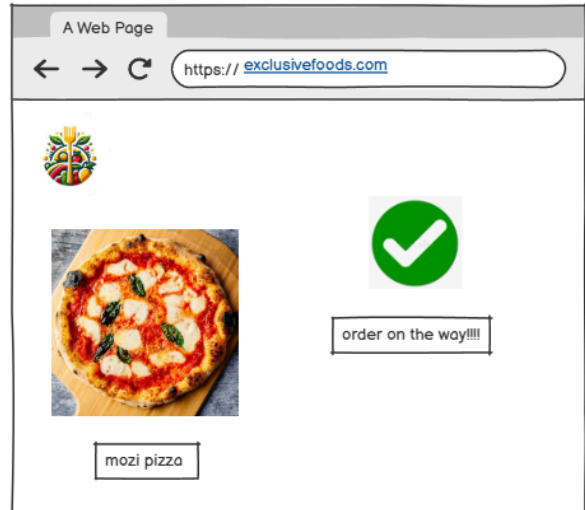 A Web Page
https:// exclusivefoods.com
order on the way!!!!
mozi pizza